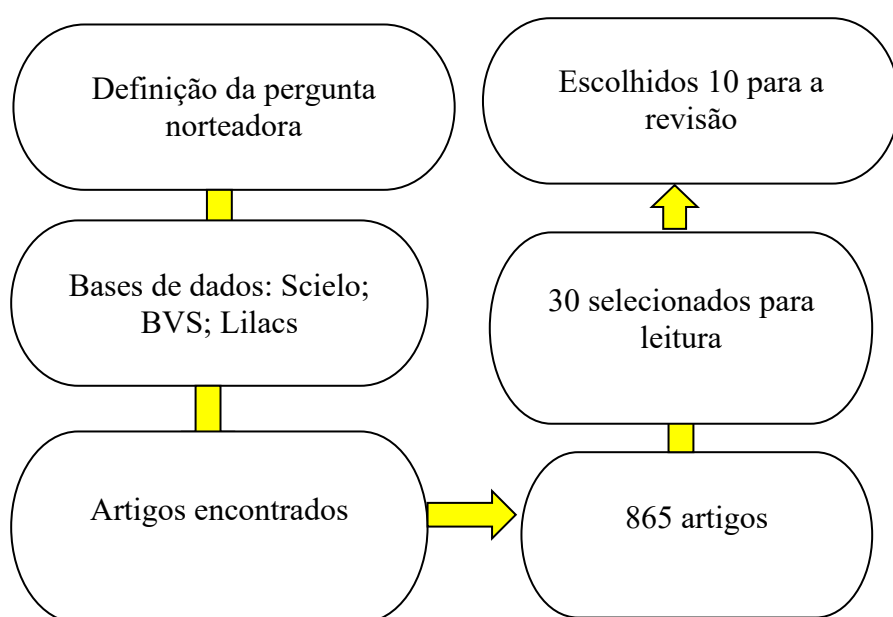 Definição da pergunta
norteadora
Bases de dados: Scielo;
BVS; Lilacs
Artigos encontrados
865 artigos
30 selecionados para
leitura
Escolhidos 10 para a
revisão